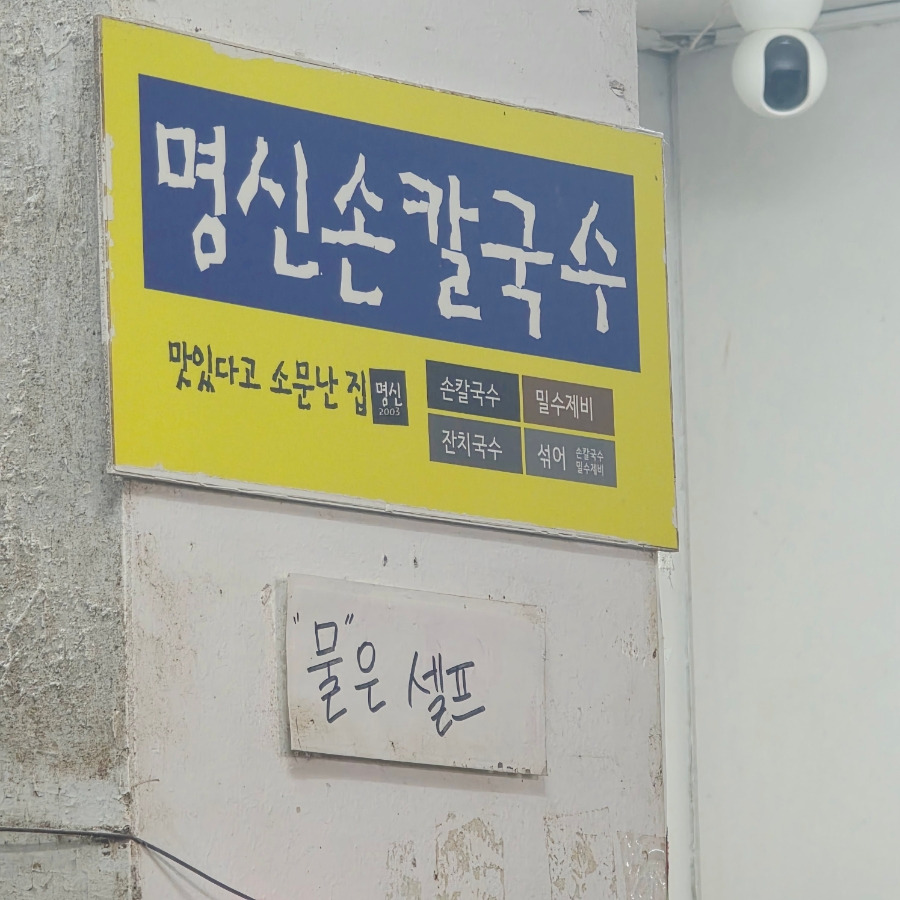 명신손칼국수
맛있다고 소문난 집 명신 2003
손칼국수 밀수제비
잔치국수 섞어 손칼국수 밀수제비
"물"은 셀프